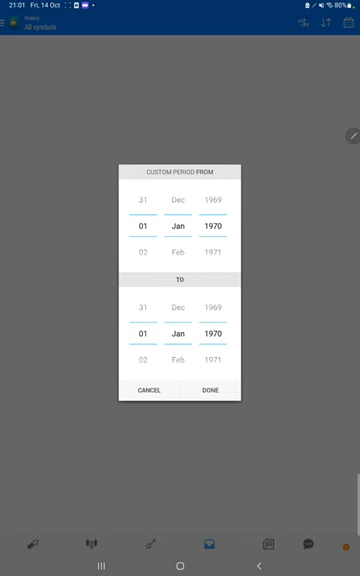 21:01 Fri, 14 Oct
80%
History
All symbols
CUSTOM PERIOD FROM
31 Dec 1969
01 Jan 1970
02 Feb 1971
TO
31 Dec 1969
01 Jan 1970
02 Feb 1971
CANCEL DONE